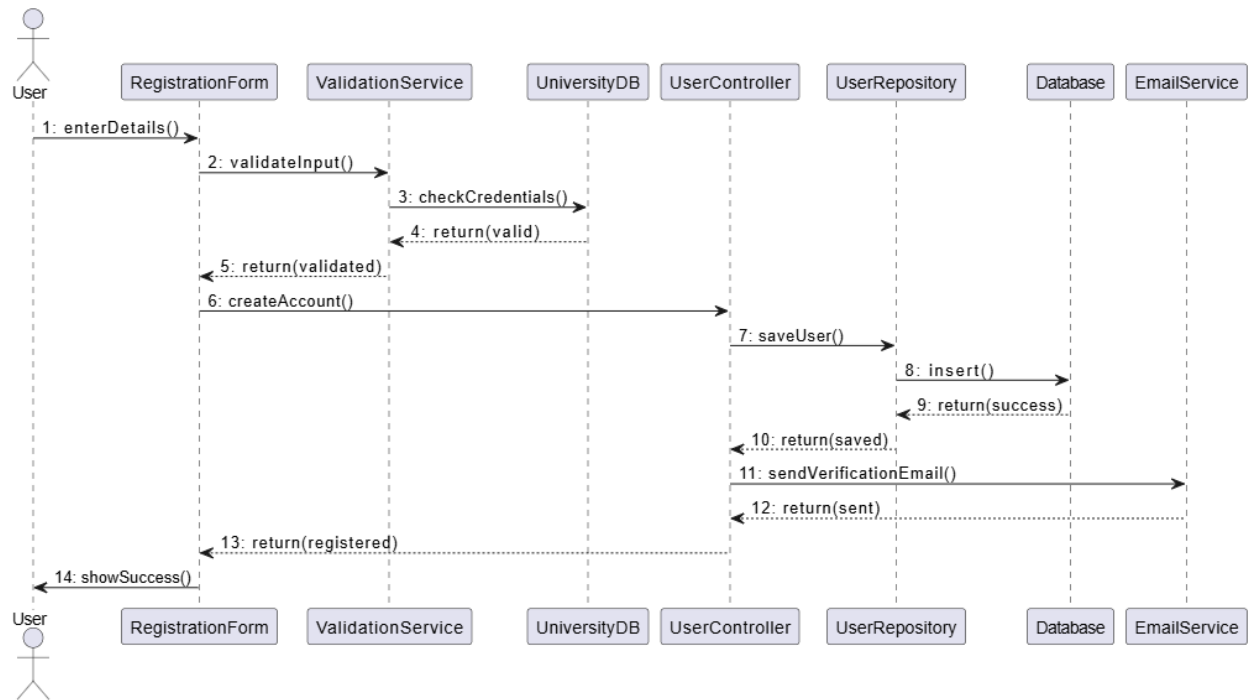 User
RegistrationForm ValidationService UniversityDB UserController UserRepository Database EmailService
1: enterDetails()
2: validateInput()
3: checkCredentials()
4: return(valid)
5: return(validated)
6: createAccount()
7: saveUser()
8: insert()
9: return(success)
10: return(saved)
11: sendVerificationEmail()
12: return(sent)
13: return(registered)
14: showSuccess()
User
RegistrationForm ValidationService UniversityDB UserController UserRepository Database EmailService